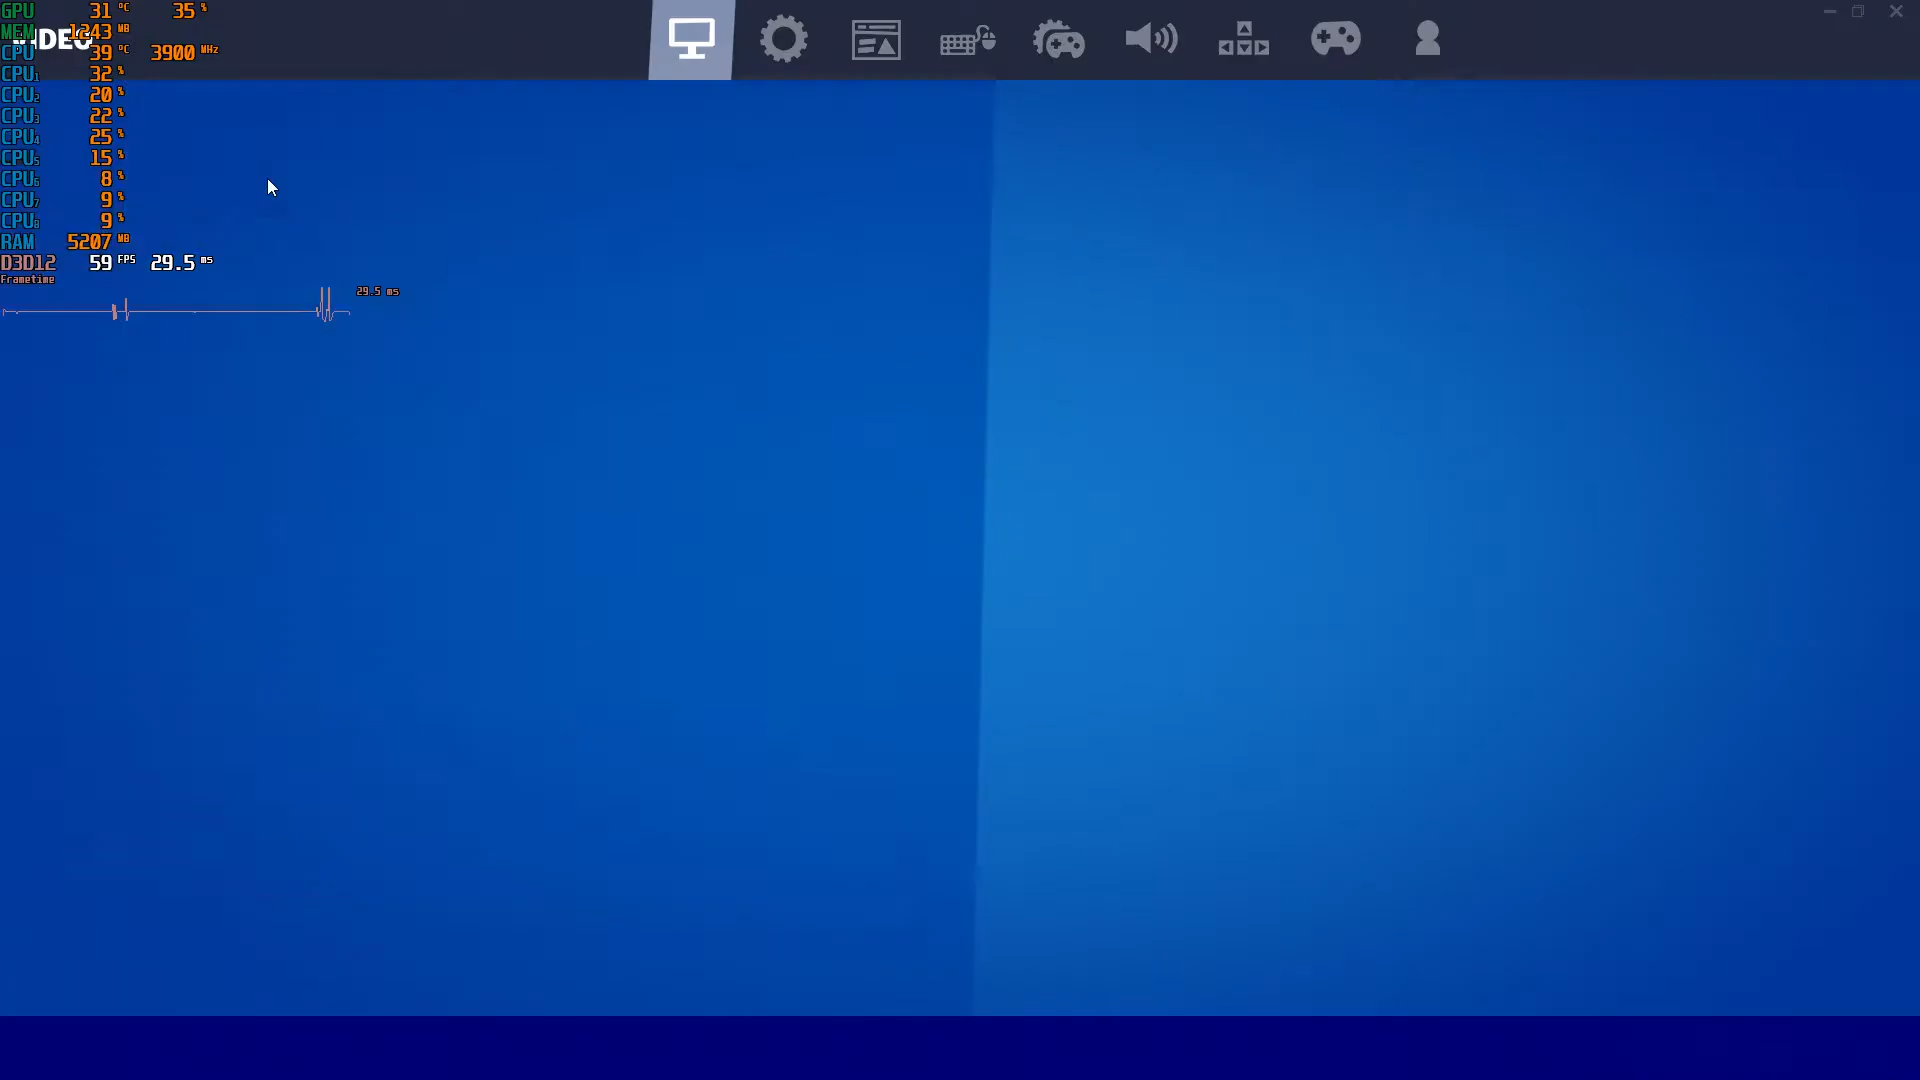 GPU 31 °C 35 %
MEM 1243 MB
VIDEO
CPU 39 °C 3900 MHz
CPU1 32 %
CPU2 20 %
CPU3 22 %
CPU4 25 %
CPU5 15 %
CPU6 8 %
CPU7 9 %
CPU8 9 %
RAM 5207 MB
D3D12 59 FPS 29.5 ms
Frametime
29.5 ms